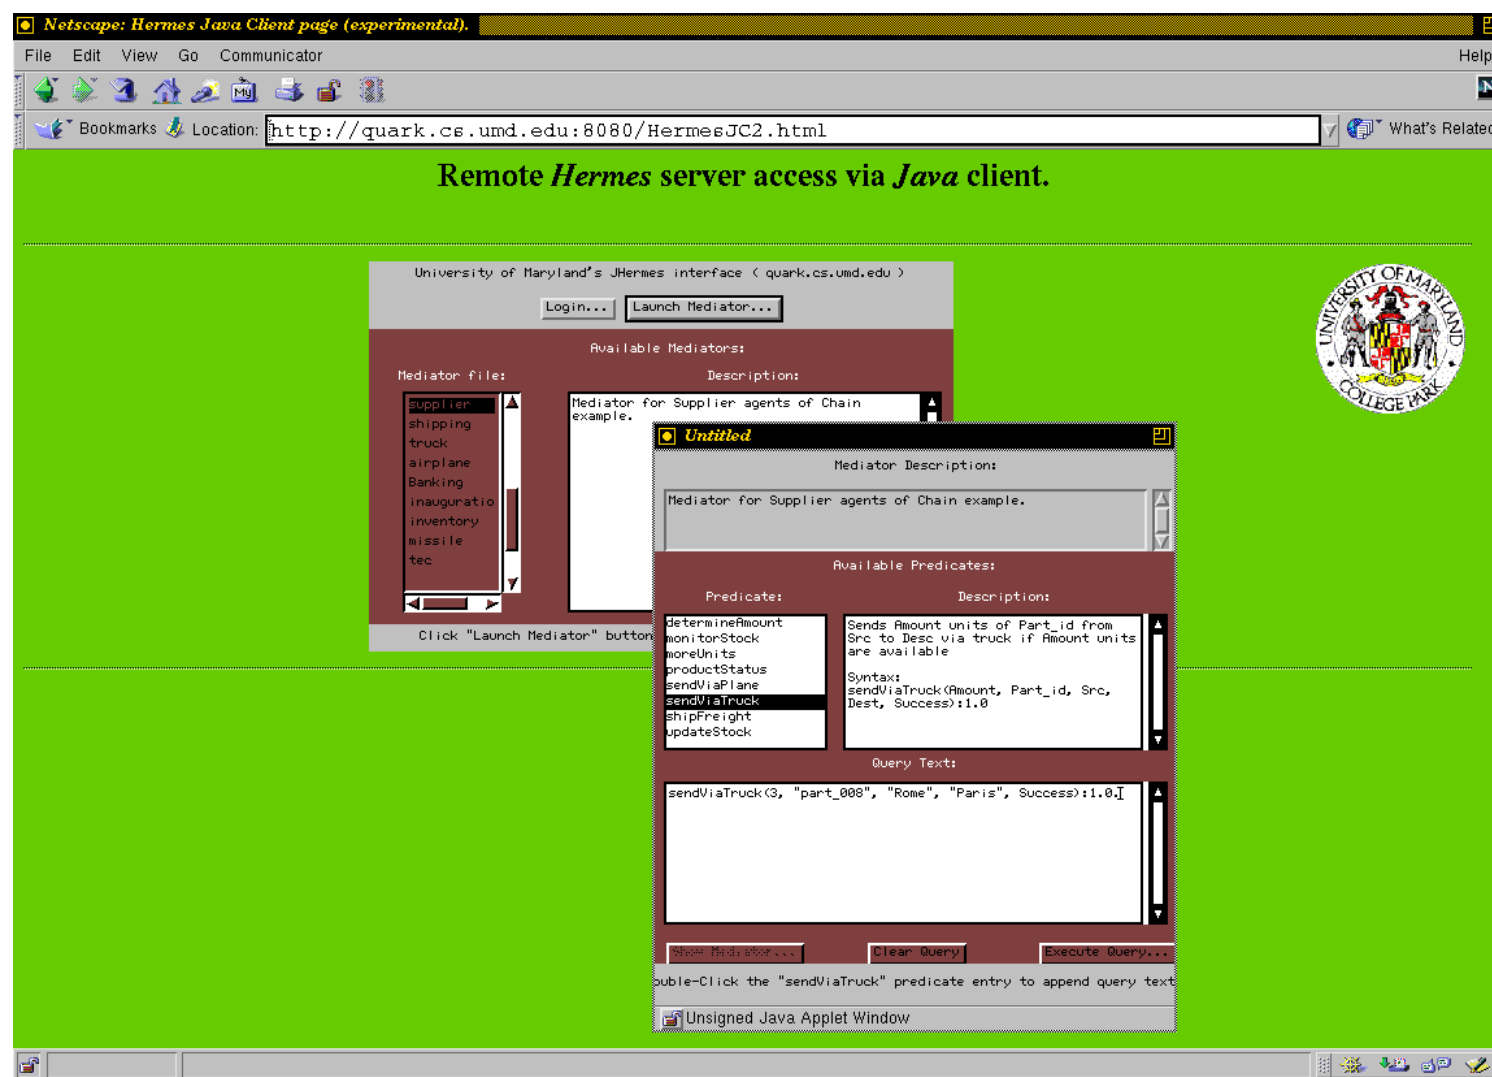 Netscape: Hermes Java Client page (experimental).
File Edit View Go Communicator Help
My
N
Bookmarks Location: http://quark.cs.umd.edu:8080/HermesJC2.html What's Related
Remote Hermes server access via Java client.
University of Maryland's JHermes interface ( quark.cs.umd.edu )
Login... Launch Mediator...
UNIVERSITY OF MARYLAND
COLLEGE PARK
Available Mediators:
Mediator file: Description:
supplier
shipping
truck
airplane
Banking
inauguratio
inventory
missile
tec
Mediator for Supplier agents of Chain
example.
Click "Launch Mediator" button
Untitled
Mediator Description:
Mediator for Supplier agents of Chain example.
Available Predicates:
Predicate: Description:
determineAmount
monitorStock
moreUnits
productStatus
sendViaPlane
sendViaTruck
shipFreight
updateStock
Sends Amount units of Part_id from
Src to Desc via truck if Amount units
are available
Syntax:
sendViaTruck(Amount, Part_id, Src,
Dest, Success):1.0
Query Text:
sendViaTruck(3, "part_008", "Rome", "Paris", Success):1.0.
Show Mediator... Clear Query Execute Query...
ouble-Click the "sendViaTruck" predicate entry to append query text
Unsigned Java Applet Window